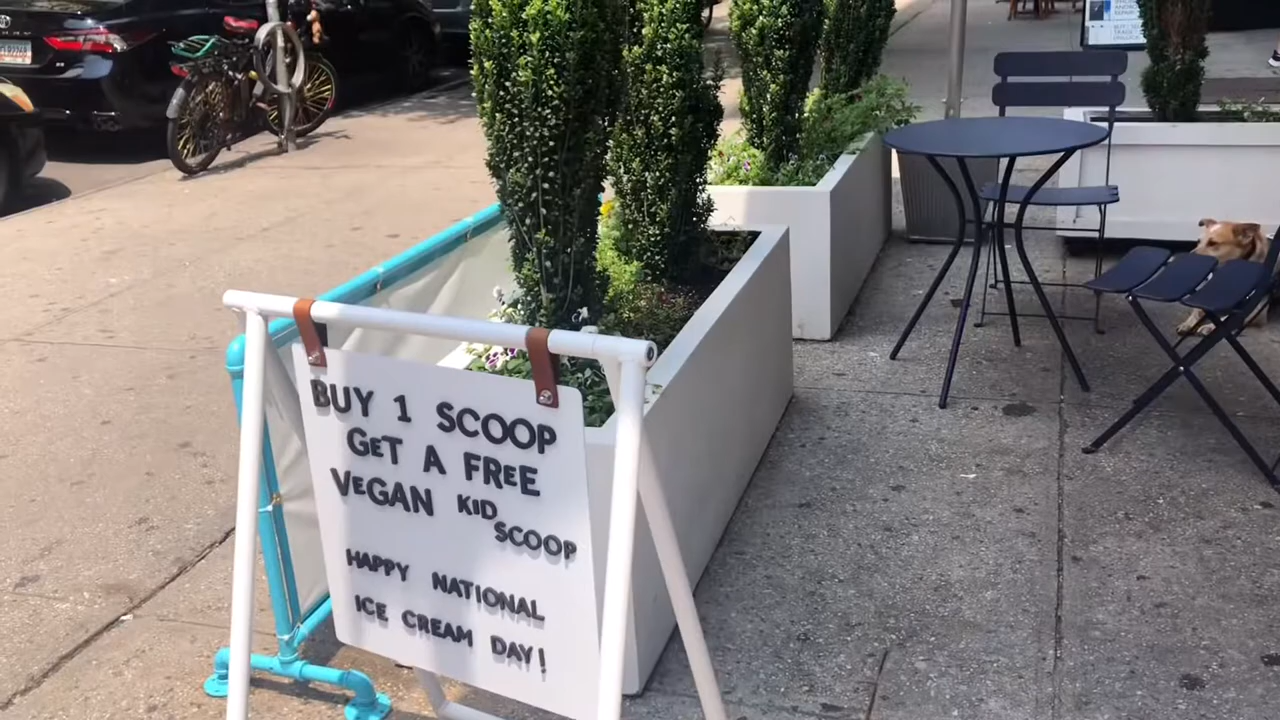 BUY 1 SCOOP
GET A FREE
VEGAN KID
SCOOP
HAPPY NATIONAL
ICE CREAM DAY!